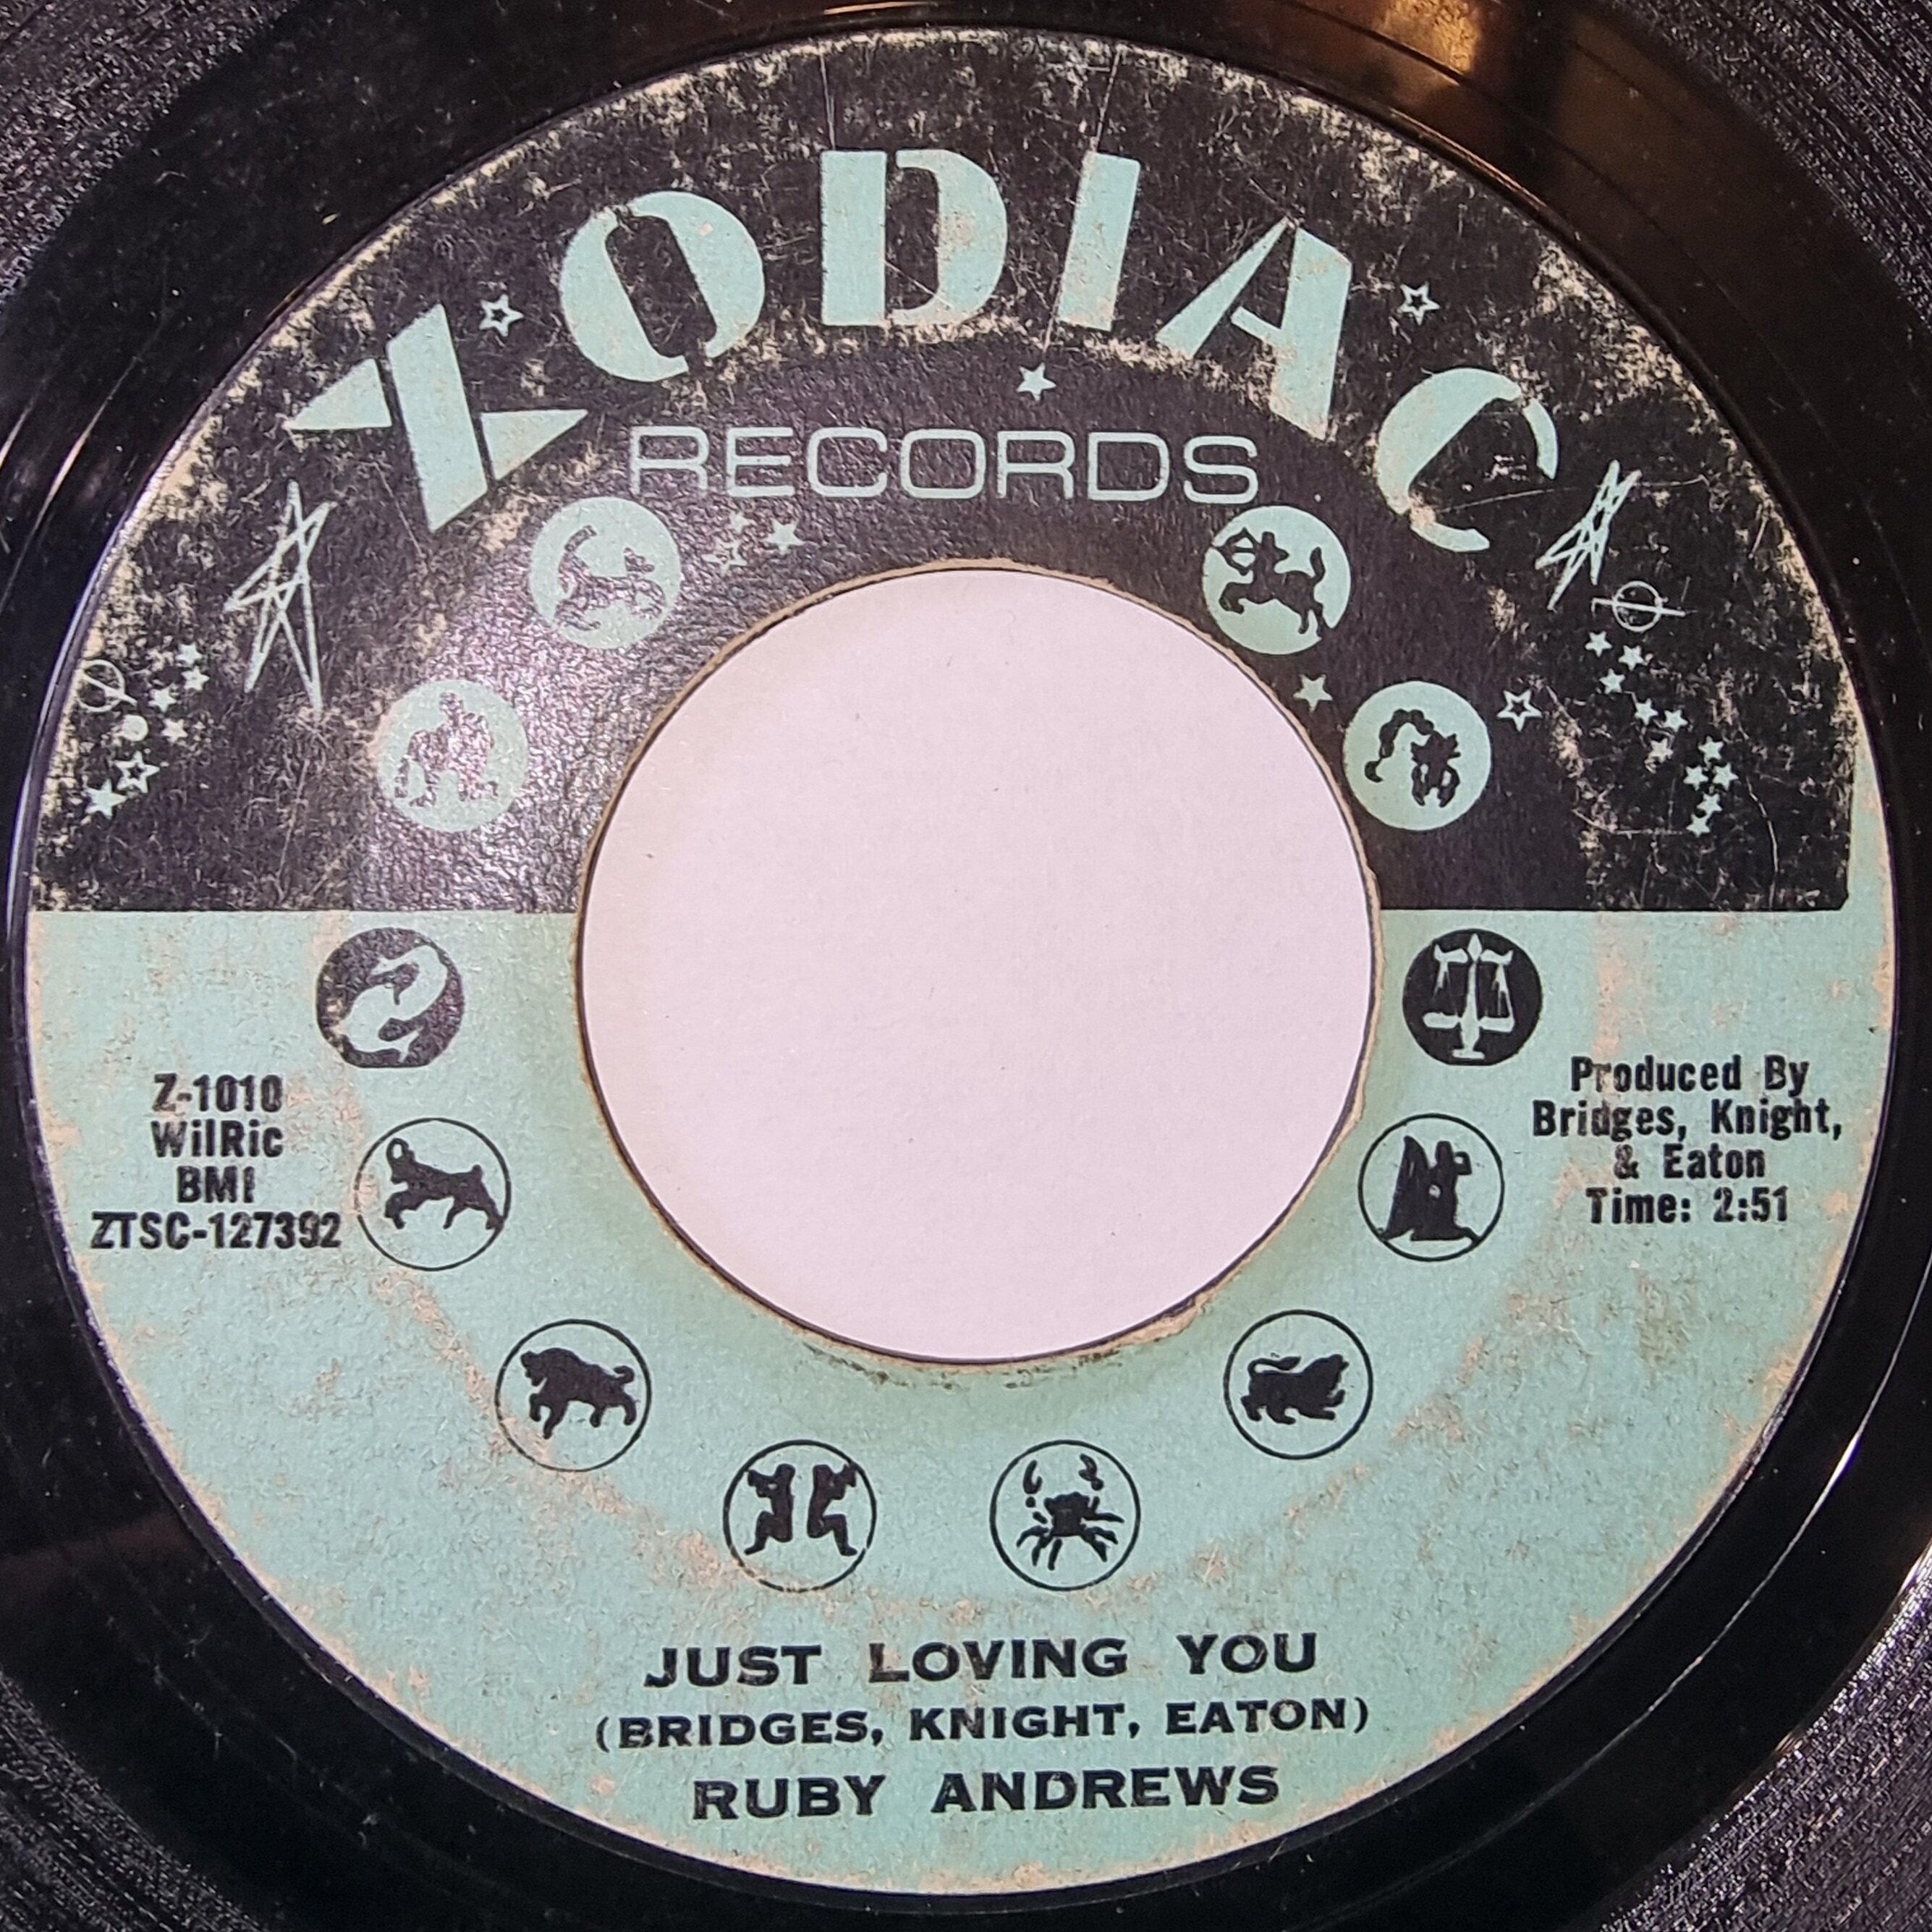 ZODIAC
RECORDS
Z-1010
WilRic
BMI
ZTSC-127392
Produced By
Bridges, Knight,
& Eaton
Time: 2:51
JUST LOVING YOU
(BRIDGES, KNIGHT, EATON)
RUBY ANDREWS